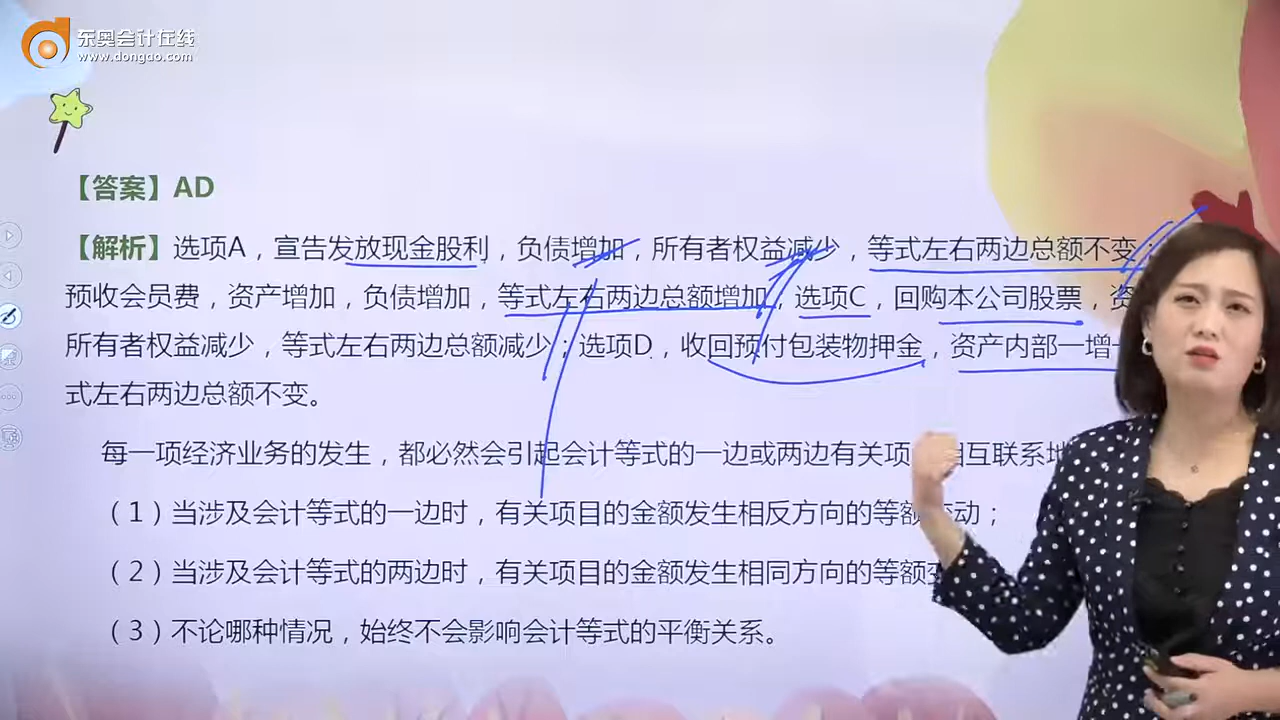 东奥会计在线
www.dongao.com
【答案】AD
【解析】选项A，宣告发放现金股利，负债增加，所有者权益减少，等式左右两边总额不变；
预收会员费，资产增加，负债增加，等式左右两边总额增加，选项C，回购本公司股票，资
所有者权益减少，等式左右两边总额减少；选项D，收回预付包装物押金，资产内部一增
式左右两边总额不变。
每一项经济业务的发生，都必然会引起会计等式的一边或两边有关项 相互联系地
（1）当涉及会计等式的一边时，有关项目的金额发生相反方向的等额变动；
（2）当涉及会计等式的两边时，有关项目的金额发生相同方向的等额变
（3）不论哪种情况，始终不会影响会计等式的平衡关系。